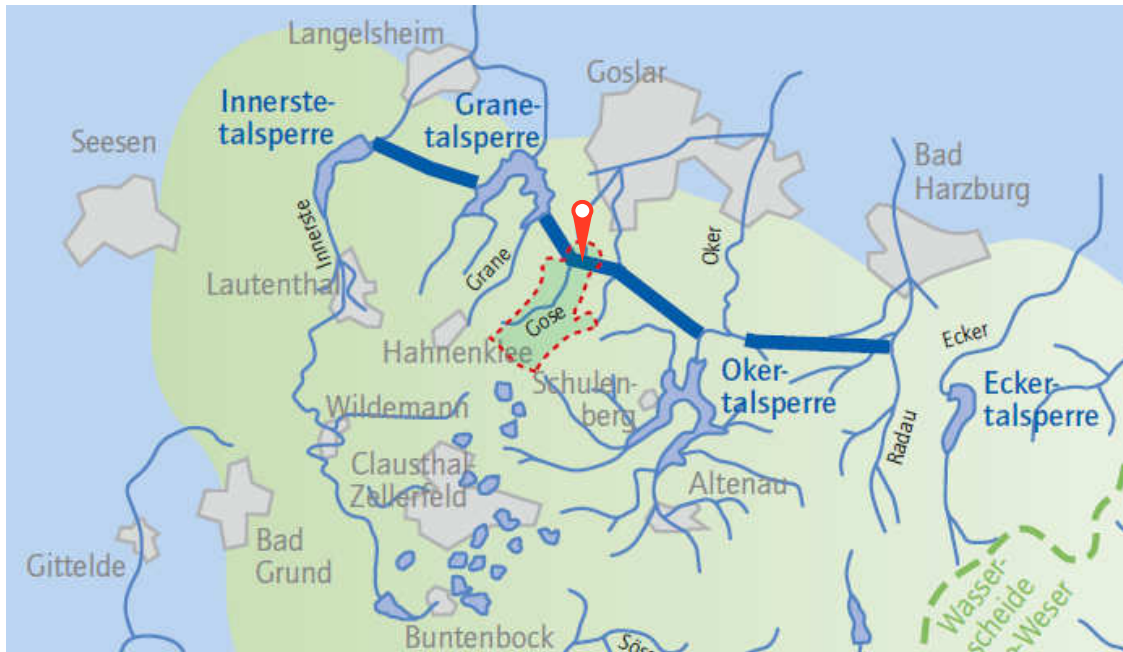 Langelsheim
Goslar
Innerste-
talsperre
Grane-
talsperre
Seesen
Bad
Harzburg
Innerste
Grane
Oker
Lautenthal
Gose
Hahnenklee
Ecker
Schulen-
berg
Oker-
talsperre
Ecker-
talsperre
Wildemann
Radau
Clausthal-
Zellerfeld
Altenau
Bad
Grund
Gittelde
Buntenbock
Wasser-
scheide
-Weser